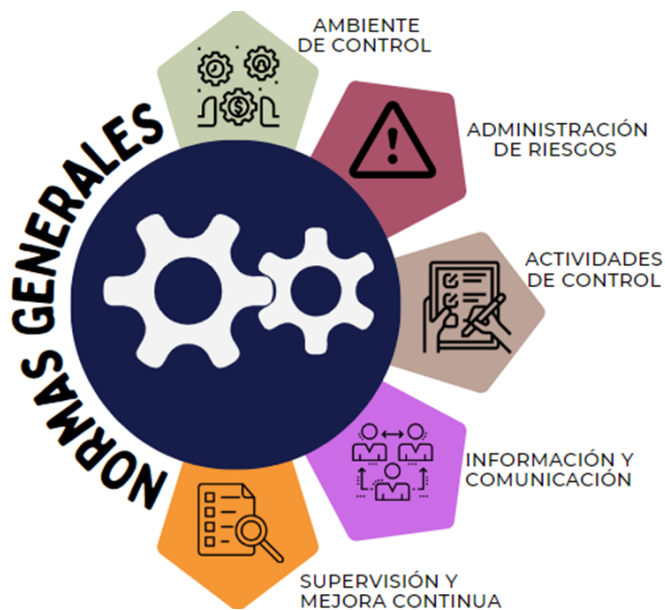 NORMAS GENERALES
AMBIENTE
DE CONTROL
ADMINISTRACIÓN
DE RIESGOS
ACTIVIDADES
DE CONTROL
INFORMACIÓN Y
COMUNICACIÓN
SUPERVISIÓN Y
MEJORA CONTINUA